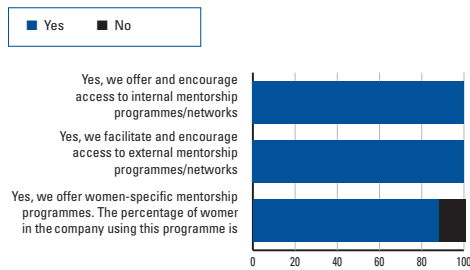 Yes No
Yes, we offer and encourage
access to internal mentorship
programmes/networks
Yes, we facilitate and encourage
access to external mentorship
programmes/networks
Yes, we offer women-specific mentorship
programmes. The percentage of women
in the company using this programme is
0 20 40 60 80 100